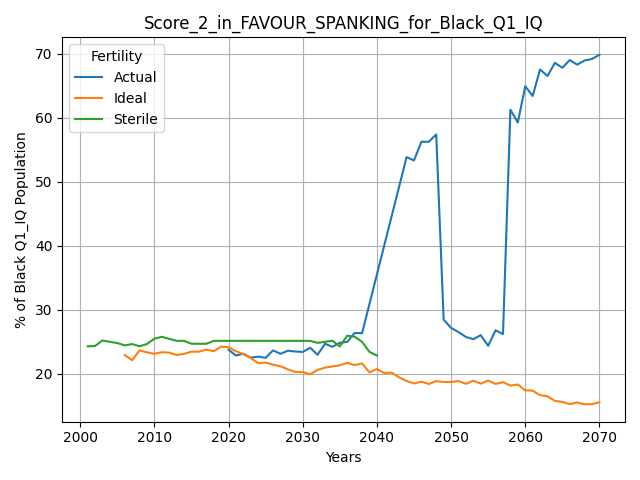 Score_2_in_FAVOUR_SPANKING_for_Black_Q1_IQ
Fertility
Actual
Ideal
Sterile
% of Black Q1_IQ Population
70
60
50
40
30
20
2000 2010 2020 2030 2040 2050 2060 2070
Years